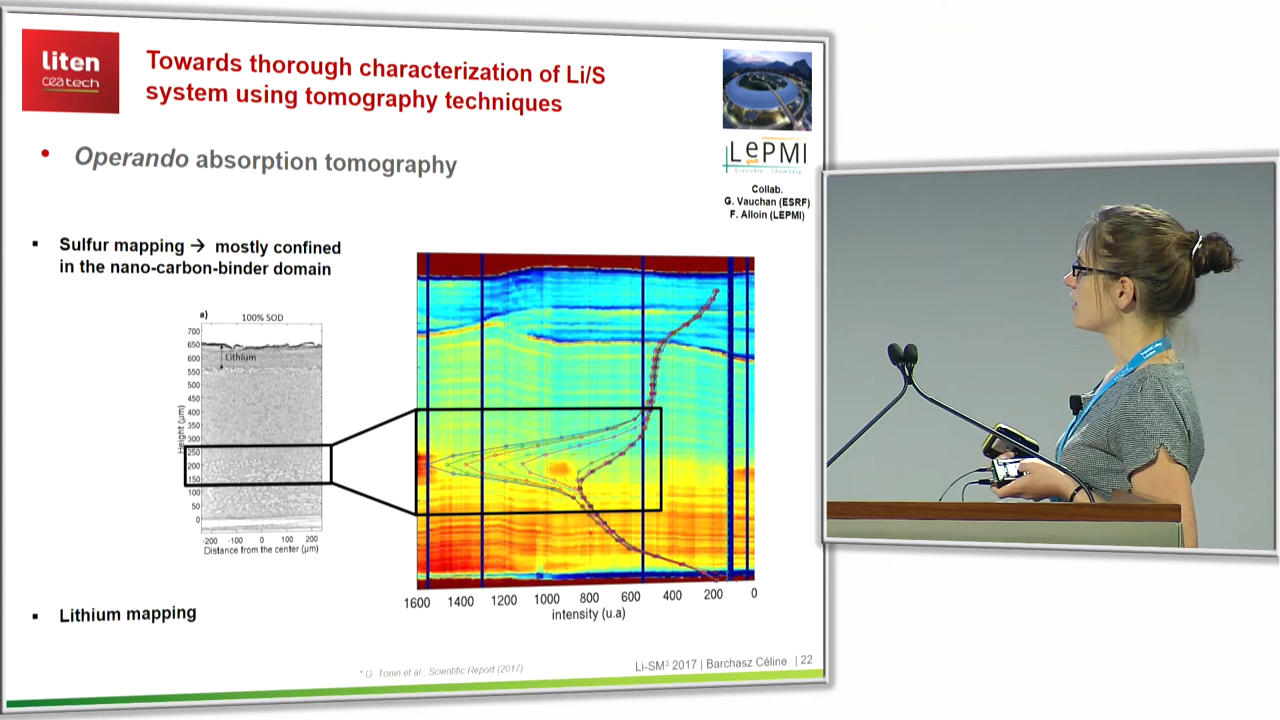 liten
ceatech
Towards thorough characterization of Li/S
system using tomography techniques
LePMI
Grenoble - Chambéry
Collab.
G. Vauchan (ESRF)
F. Alloin (LEPMI)
• Operando absorption tomography
▪ Sulfur mapping → mostly confined
in the nano-carbon-binder domain
a)
100% SOD
Lithium
Height (µm)
700
650
600
550
500
450
400
350
300
250
200
150
100
50
0
-200 -100 0 100 200
Distance from the center (µm)
1600 1400 1200 1000 800 600 400 200 0
intensity (u.a)
▪ Lithium mapping
* G. Tonin et al., Scientific Report (2017)
Li-SM³ 2017 | Barchasz Céline | 22